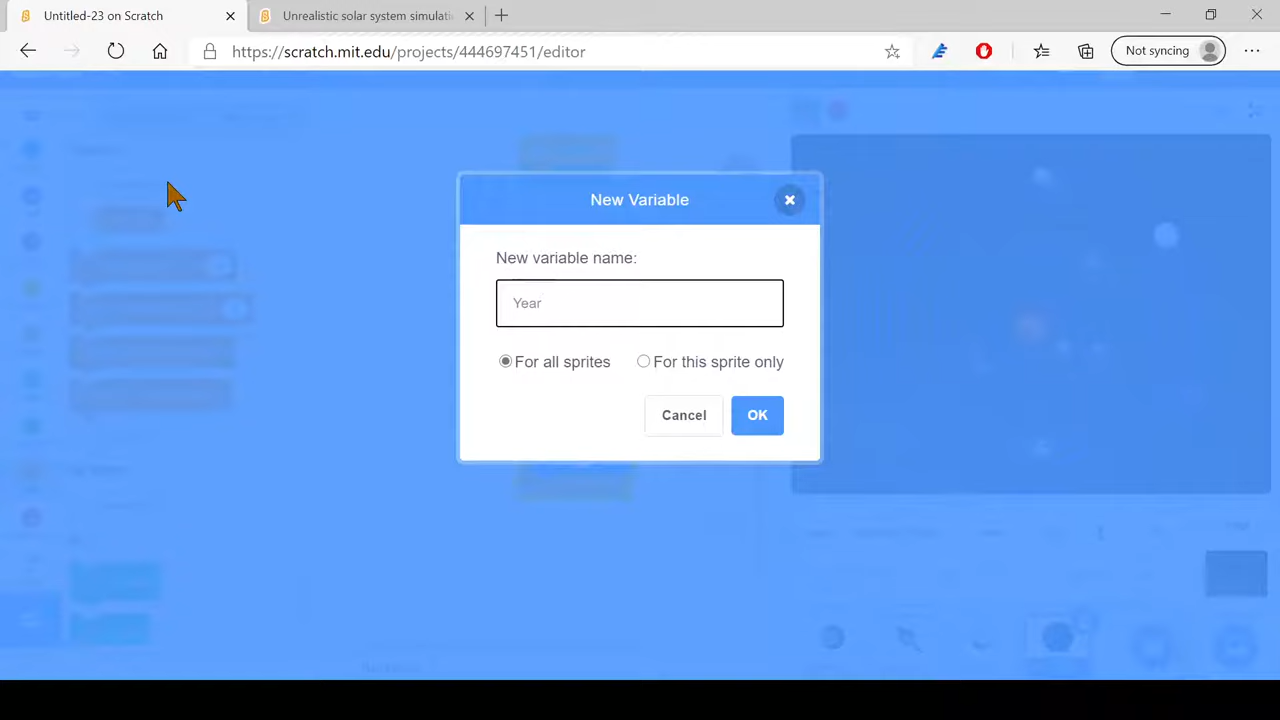 Untitled-23 on Scratch
Unrealistic solar system simulati
https://scratch.mit.edu/projects/444697451/editor
Not syncing
New Variable
New variable name:
Year
For all sprites
For this sprite only
Cancel
OK